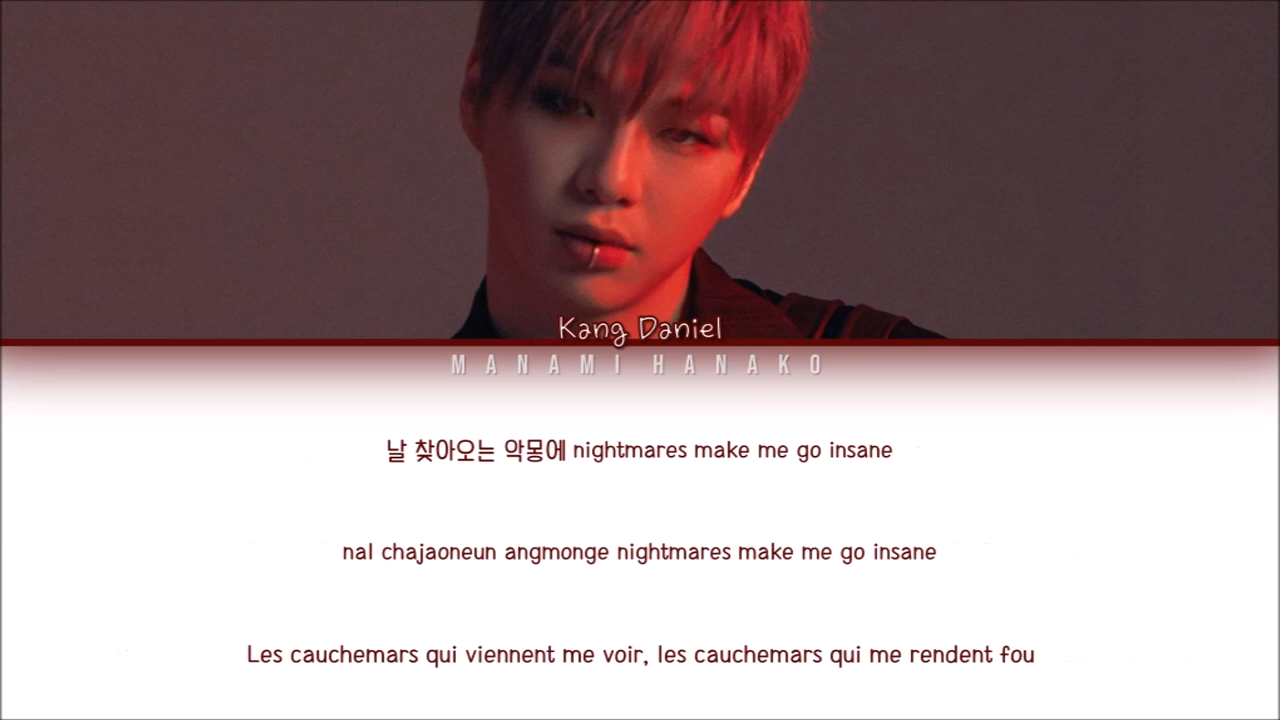 Kang Daniel
MANAMI HANAKO
날 찾아오는 악몽에 nightmares make me go insane
nal chajaoneun angmonge nightmares make me go insane
Les cauchemars qui viennent me voir, les cauchemars qui me rendent fou